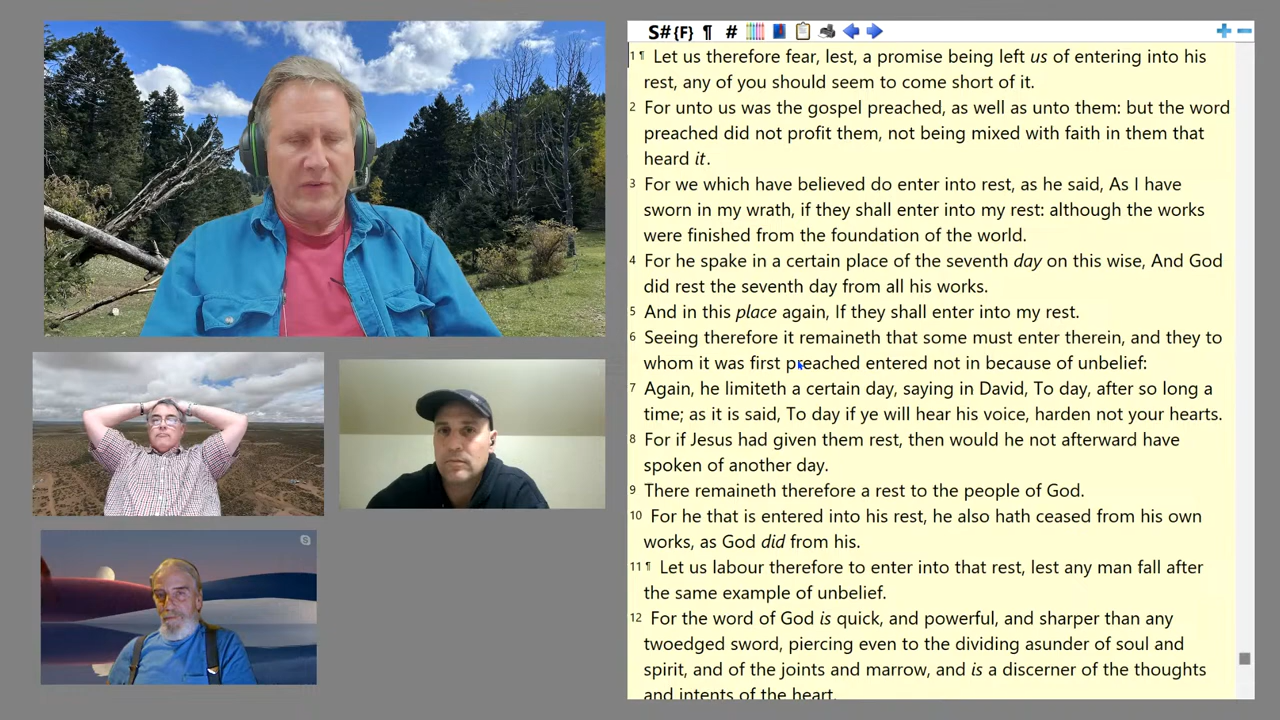 S#{F} ¶ #
1 ¶ Let us therefore fear, lest, a promise being left us of entering into his
rest, any of you should seem to come short of it.
2 For unto us was the gospel preached, as well as unto them: but the word
preached did not profit them, not being mixed with faith in them that
heard it.
3 For we which have believed do enter into rest, as he said, As I have
sworn in my wrath, if they shall enter into my rest: although the works
were finished from the foundation of the world.
4 For he spake in a certain place of the seventh day on this wise, And God
did rest the seventh day from all his works.
5 And in this place again, If they shall enter into my rest.
6 Seeing therefore it remaineth that some must enter therein, and they to
whom it was first preached entered not in because of unbelief:
7 Again, he limiteth a certain day, saying in David, To day, after so long a
time; as it is said, To day if ye will hear his voice, harden not your hearts.
8 For if Jesus had given them rest, then would he not afterward have
spoken of another day.
9 There remaineth therefore a rest to the people of God.
10 For he that is entered into his rest, he also hath ceased from his own
works, as God did from his.
11 ¶ Let us labour therefore to enter into that rest, lest any man fall after
the same example of unbelief.
12 For the word of God is quick, and powerful, and sharper than any
twoedged sword, piercing even to the dividing asunder of soul and
spirit, and of the joints and marrow, and is a discerner of the thoughts
and intents of the heart.